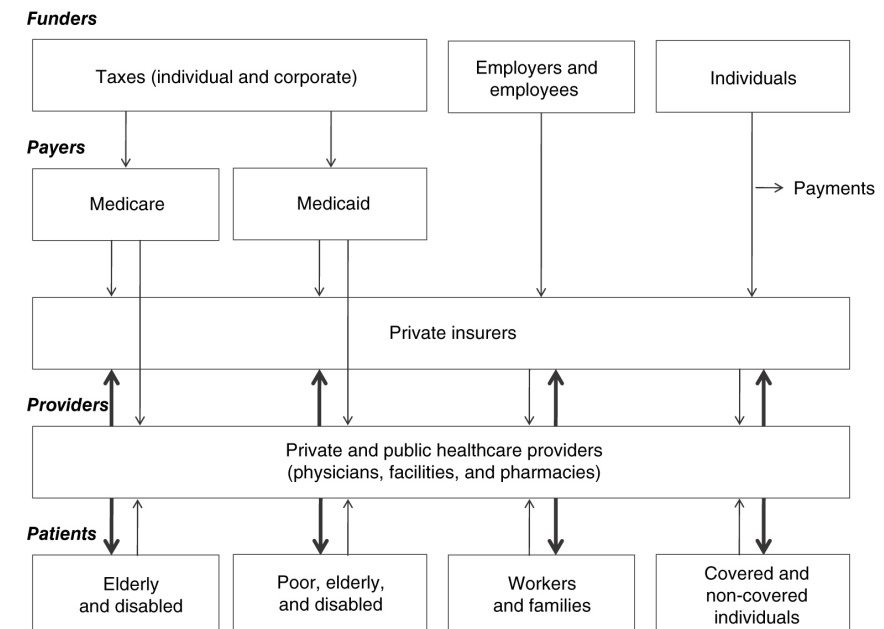 Funders
Taxes (individual and corporate)
Employers and
employees
Individuals
Payers
Payments
Medicare
Medicaid
Private insurers
Providers
Private and public healthcare providers
(physicians, facilities, and pharmacies)
Patients
Elderly
and disabled
Poor, elderly,
and disabled
Workers
and families
Covered and
non-covered
individuals